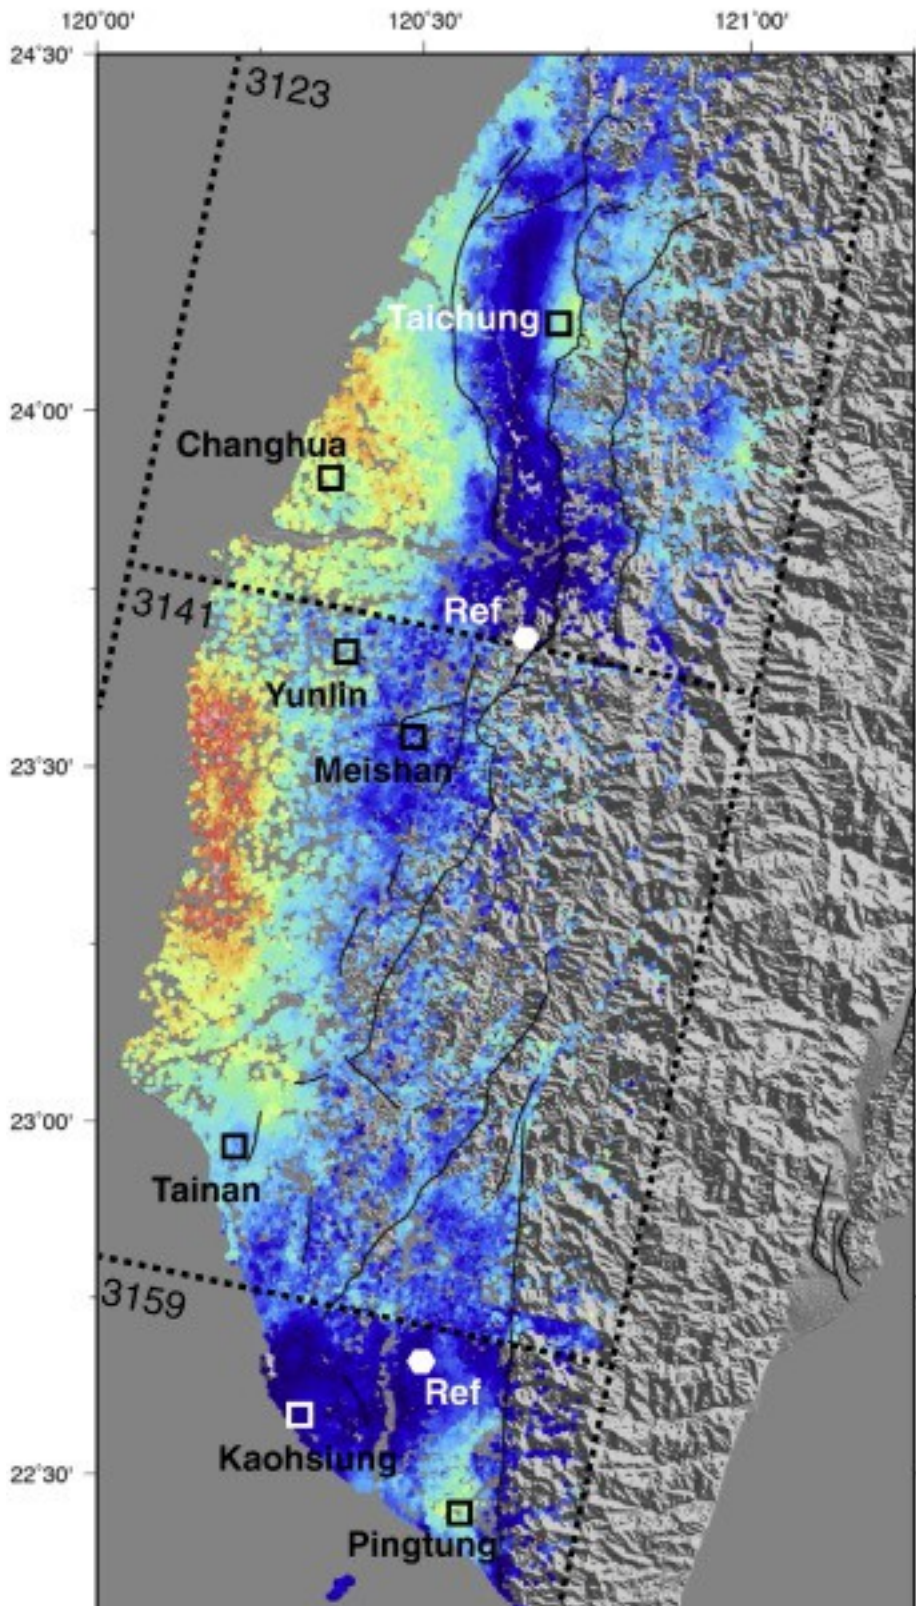 120˚00'
120˚30'
121˚00'
24˚30'
3123
Taichung
24˚00'
Changhua
3141
Ref
Yunlin
23˚30'
Meishan
23˚00'
Tainan
3159
Ref
Kaohsiung
22˚30'
Pingtung